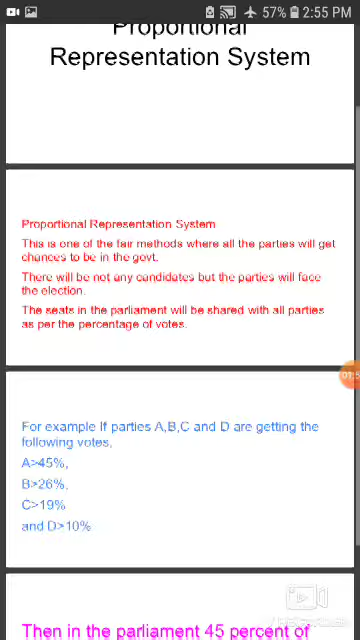 57% 2:55 PM
Proportional
Representation System
Proportional Representation System
This is one of the fair methods where all the parties will get
chances to be in the govt.
There will be not any candidates but the parties will face
the election.
The seats in the parliament will be shared with all parties
as per the percentage of votes.
For example If parties A,B,C and D are getting the
following votes,
A>45%,
B>26%,
C>19%
and D>10%
Then in the parliament 45 percent of